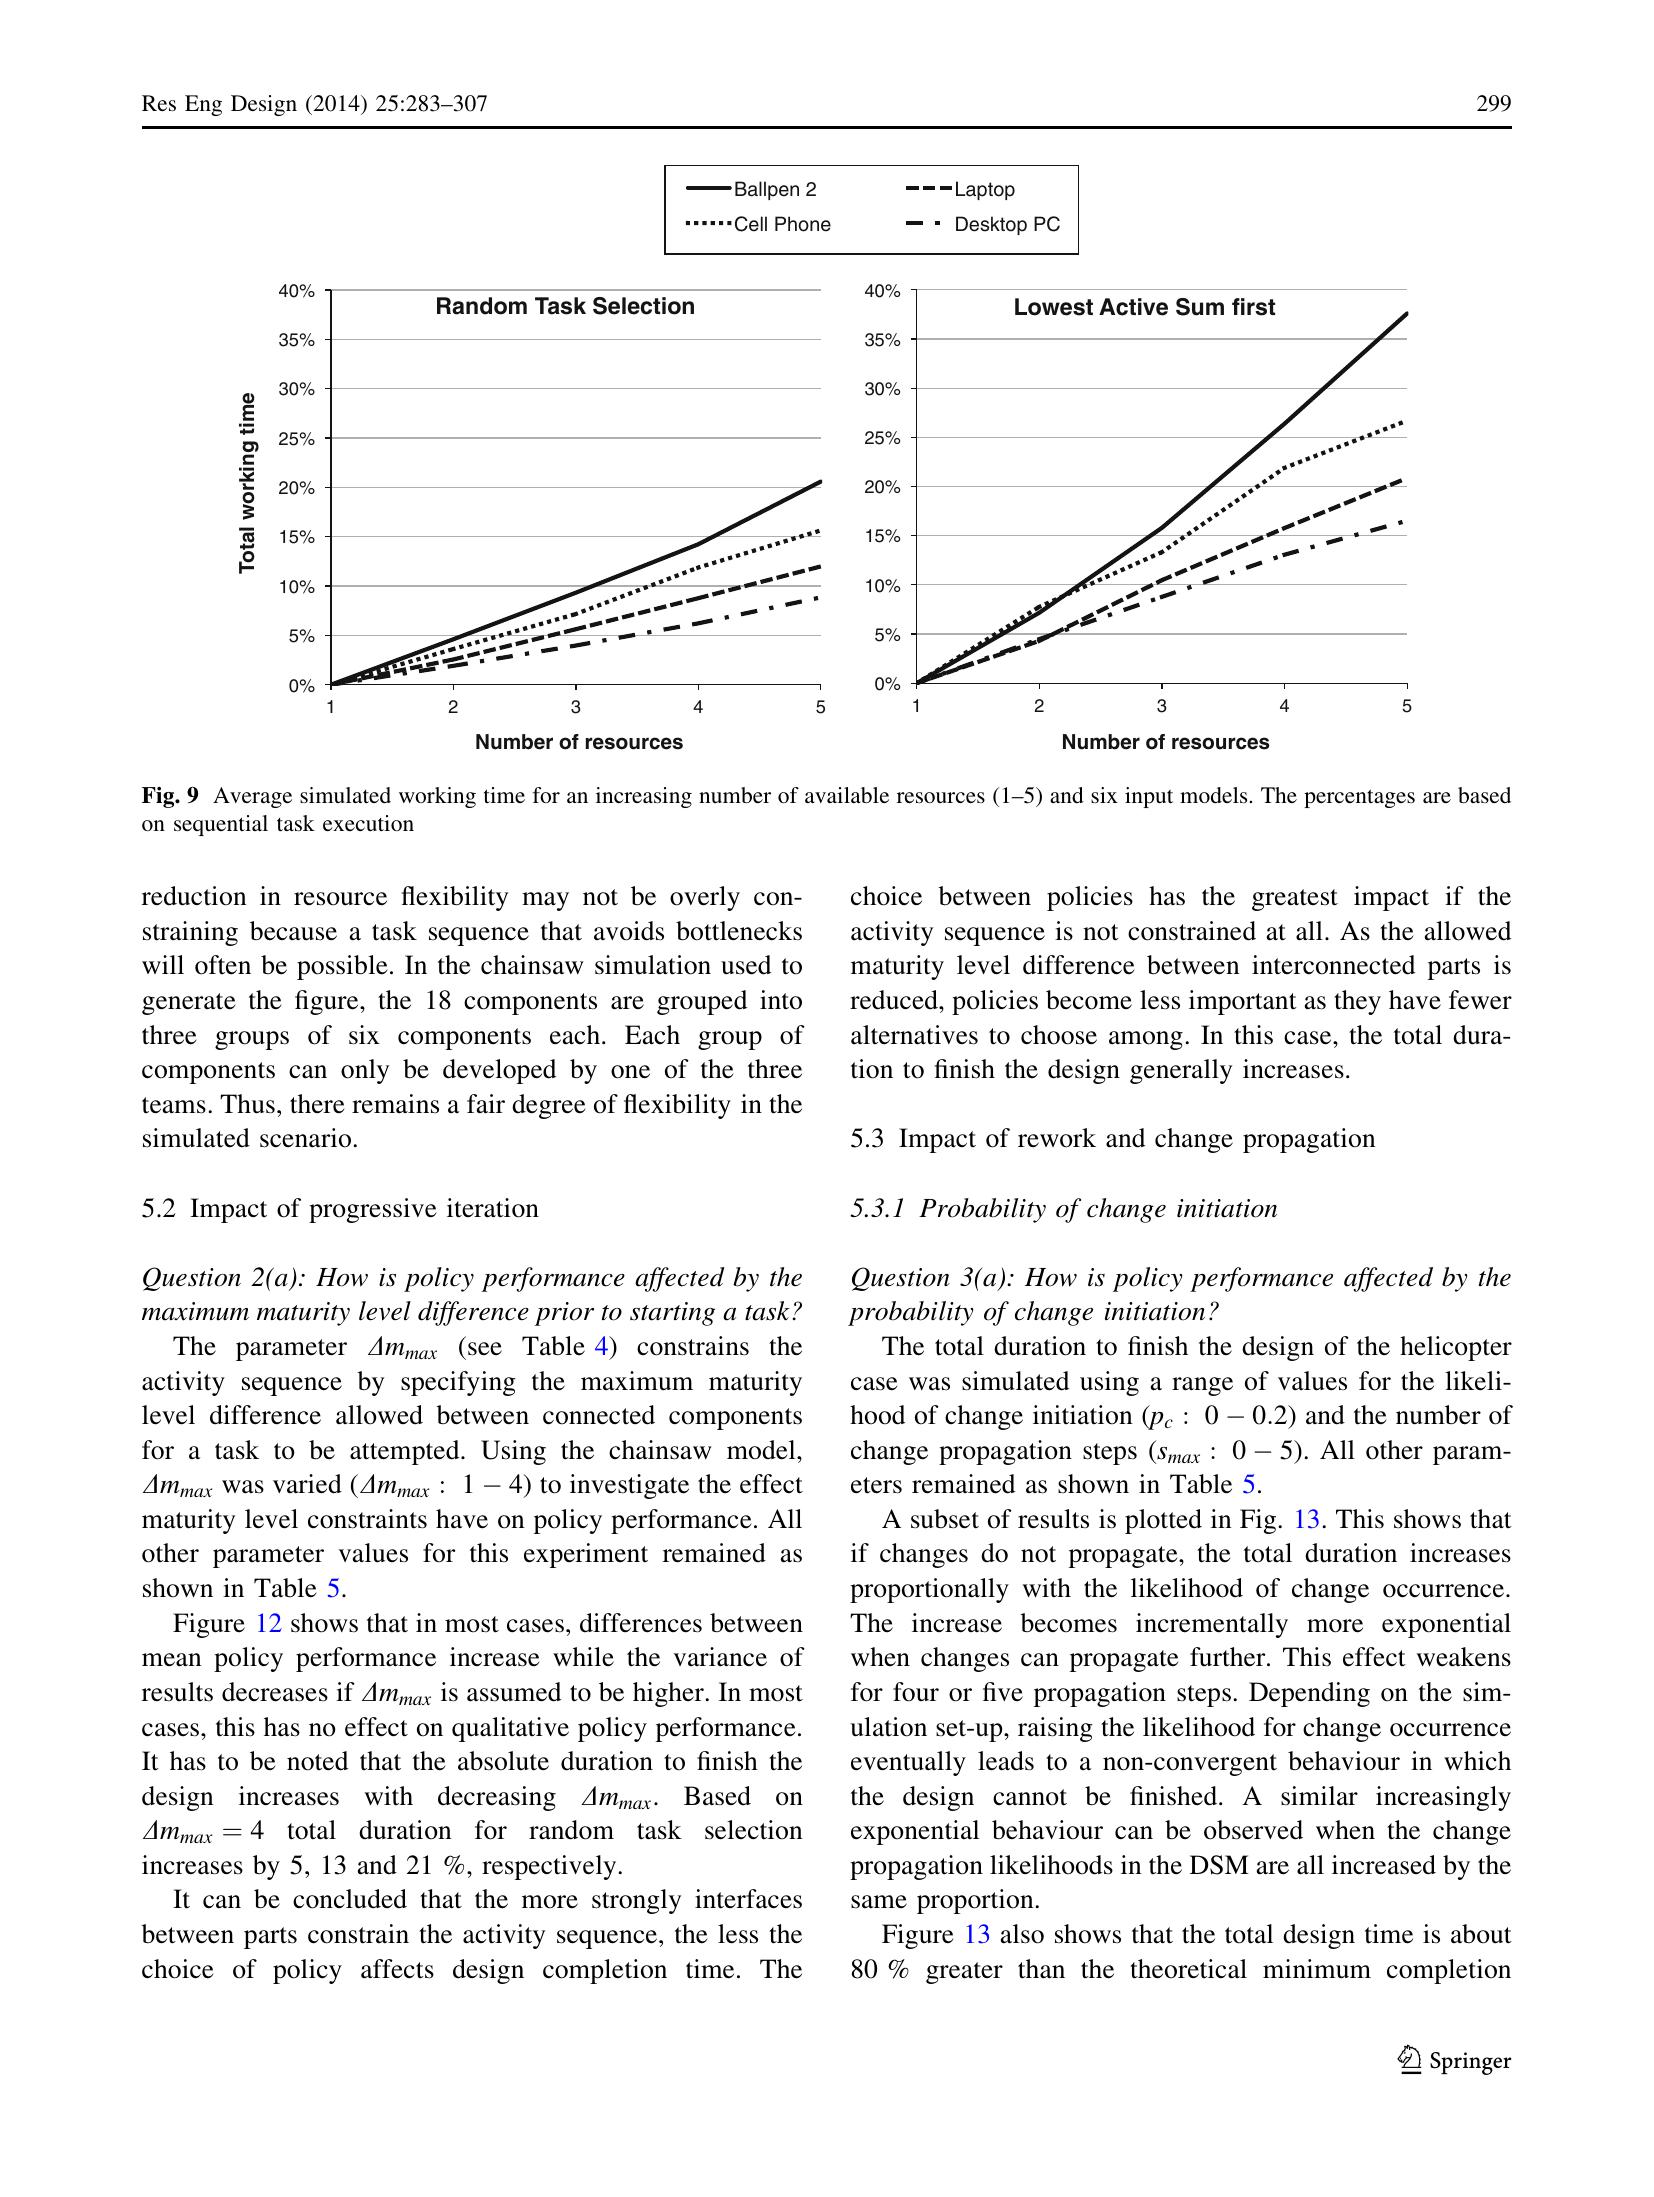 Res Eng Design (2014) 25:283–307 299
Ballpen 2 Laptop
Cell Phone Desktop PC
Random Task Selection
40%
35%
30%
25%
20%
15%
10%
5%
0%
Total working time
1 2 3 4 5
Number of resources
Lowest Active Sum first
40%
35%
30%
25%
20%
15%
10%
5%
0%
1 2 3 4 5
Number of resources
Fig. 9 Average simulated working time for an increasing number of available resources (1–5) and six input models. The percentages are based
on sequential task execution
reduction in resource flexibility may not be overly con-
straining because a task sequence that avoids bottlenecks
will often be possible. In the chainsaw simulation used to
generate the figure, the 18 components are grouped into
three groups of six components each. Each group of
components can only be developed by one of the three
teams. Thus, there remains a fair degree of flexibility in the
simulated scenario.
5.2 Impact of progressive iteration
Question 2(a): How is policy performance affected by the
maximum maturity level difference prior to starting a task?
The parameter Δm_max (see Table 4) constrains the
activity sequence by specifying the maximum maturity
level difference allowed between connected components
for a task to be attempted. Using the chainsaw model,
Δm_max was varied (Δm_max : 1 − 4) to investigate the effect
maturity level constraints have on policy performance. All
other parameter values for this experiment remained as
shown in Table 5.
Figure 12 shows that in most cases, differences between
mean policy performance increase while the variance of
results decreases if Δm_max is assumed to be higher. In most
cases, this has no effect on qualitative policy performance.
It has to be noted that the absolute duration to finish the
design increases with decreasing Δm_max. Based on
Δm_max = 4 total duration for random task selection
increases by 5, 13 and 21 %, respectively.
It can be concluded that the more strongly interfaces
between parts constrain the activity sequence, the less the
choice of policy affects design completion time. The
choice between policies has the greatest impact if the
activity sequence is not constrained at all. As the allowed
maturity level difference between interconnected parts is
reduced, policies become less important as they have fewer
alternatives to choose among. In this case, the total dura-
tion to finish the design generally increases.
5.3 Impact of rework and change propagation
5.3.1 Probability of change initiation
Question 3(a): How is policy performance affected by the
probability of change initiation?
The total duration to finish the design of the helicopter
case was simulated using a range of values for the likeli-
hood of change initiation (p_c : 0 − 0.2) and the number of
change propagation steps (s_max : 0 − 5). All other param-
eters remained as shown in Table 5.
A subset of results is plotted in Fig. 13. This shows that
if changes do not propagate, the total duration increases
proportionally with the likelihood of change occurrence.
The increase becomes incrementally more exponential
when changes can propagate further. This effect weakens
for four or five propagation steps. Depending on the sim-
ulation set-up, raising the likelihood for change occurrence
eventually leads to a non-convergent behaviour in which
the design cannot be finished. A similar increasingly
exponential behaviour can be observed when the change
propagation likelihoods in the DSM are all increased by the
same proportion.
Figure 13 also shows that the total design time is about
80 % greater than the theoretical minimum completion
Springer